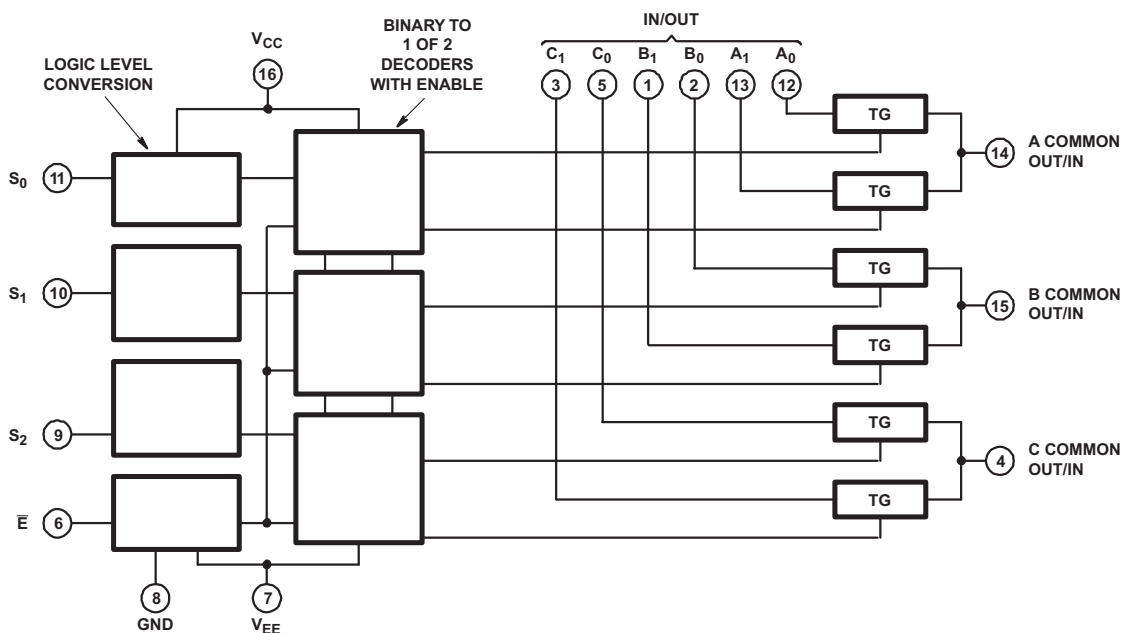 IN/OUT
BINARY TO
1 OF 2
DECODERS
WITH ENABLE
VCC
16
LOGIC LEVEL
CONVERSION
C1 C0 B1 B0 A1 A0
3 5 1 2 13 12
TG
A COMMON
OUT/IN
14
S0 11
TG
TG
S1 10
B COMMON
OUT/IN
15
TG
TG
S2 9
C COMMON
OUT/IN
4
TG
E̅ 6
8
GND
7
VEE